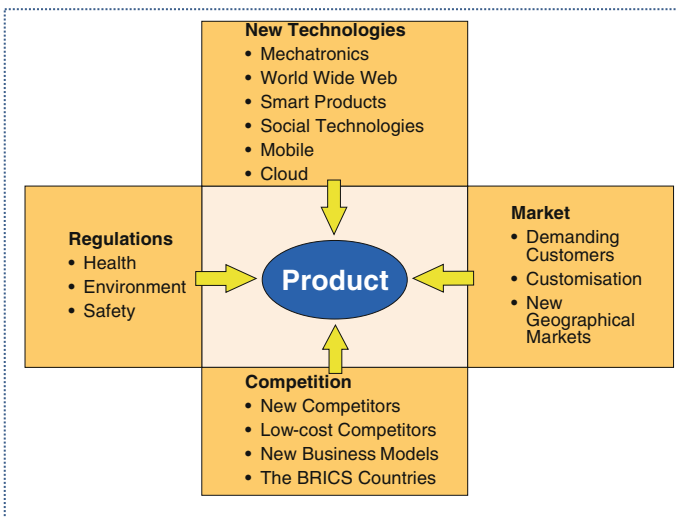 New Technologies
• Mechatronics
• World Wide Web
• Smart Products
• Social Technologies
• Mobile
• Cloud
Regulations
• Health
• Environment
• Safety
Product
Market
• Demanding
Customers
• Customisation
• New
Geographical
Markets
Competition
• New Competitors
• Low-cost Competitors
• New Business Models
• The BRICS Countries